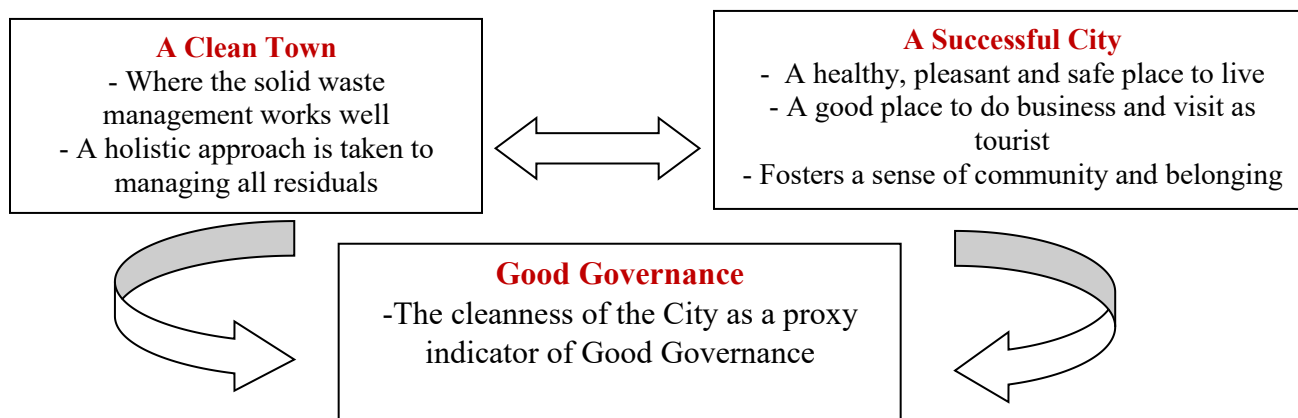 A Clean Town
- Where the solid waste
management works well
- A holistic approach is taken to
managing all residuals
A Successful City
- A healthy, pleasant and safe place to live
- A good place to do business and visit as
tourist
- Fosters a sense of community and belonging
Good Governance
-The cleanness of the City as a proxy
indicator of Good Governance